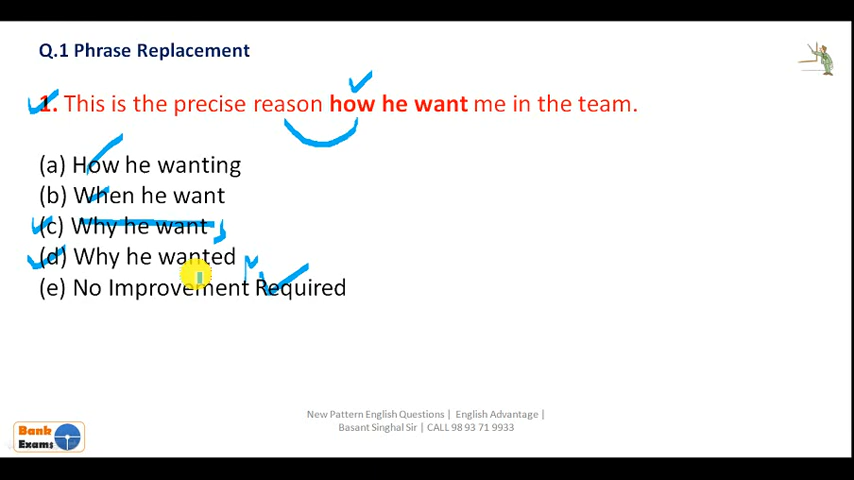 Q.1 Phrase Replacement
1. This is the precise reason how he want me in the team.
(a) How he wanting
(b) When he want
(c) Why he want s
(d) Why he wanted
(e) No Improvement Required
New Pattern English Questions | English Advantage |
Basant Singhal Sir | CALL 98 93 71 9933
Bank
Exams